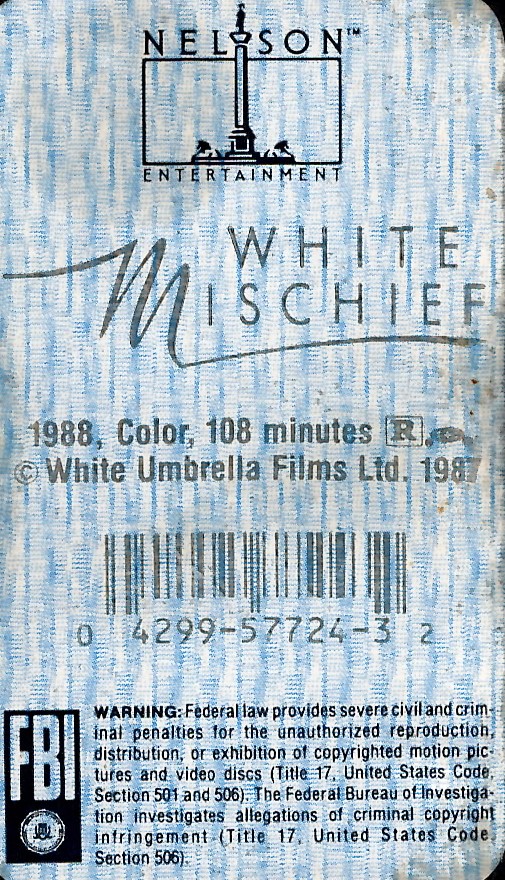 NELSON™
ENTERTAINMENT
WHITE
MISCHIEF
1988, Color, 108 minutes R
© White Umbrella Films Ltd. 1987
0 4299-57724-3 2
FBI
WARNING: Federal law provides severe civil and crim-
inal penalties for the unauthorized reproduction,
distribution, or exhibition of copyrighted motion pic-
tures and video discs (Title 17, United States Code,
Section 501 and 506). The Federal Bureau of Investiga-
tion investigates allegations of criminal copyright
infringement (Title 17, United States Code,
Section 506).